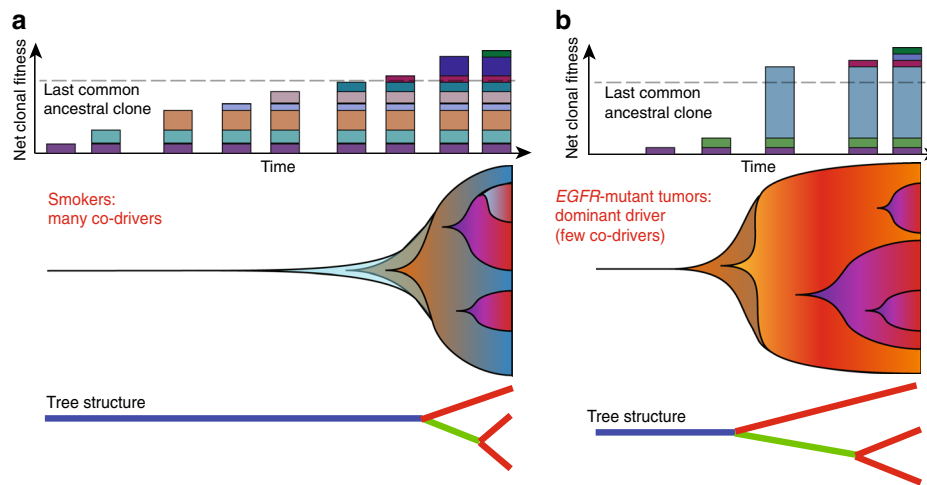 a
Net clonal fitness
Last common
ancestral clone
Time
Smokers:
many co-drivers
Tree structure
b
Net clonal fitness
Last common
ancestral clone
Time
EGFR-mutant tumors:
dominant driver
(few co-drivers)
Tree structure